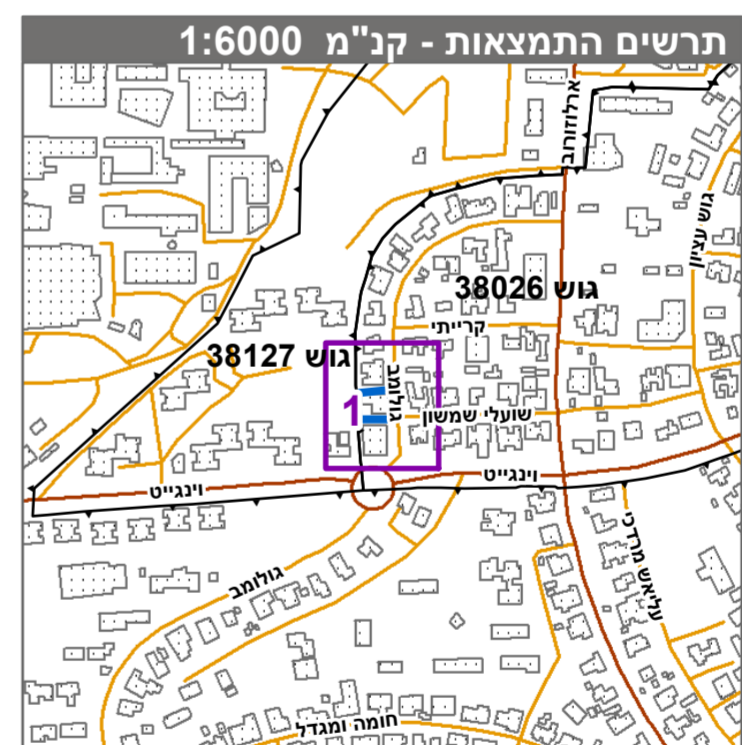 תרשים התמצאות - קנ"מ 1:6000
ארלוזורוב
גוש עציון
גוש 38026
קרייתי
גוש 38127
גולומב
1
שועלי שמשון
וינגייט
וינגייט
עליאש מרדכי
גולומב
חומה ומגדל